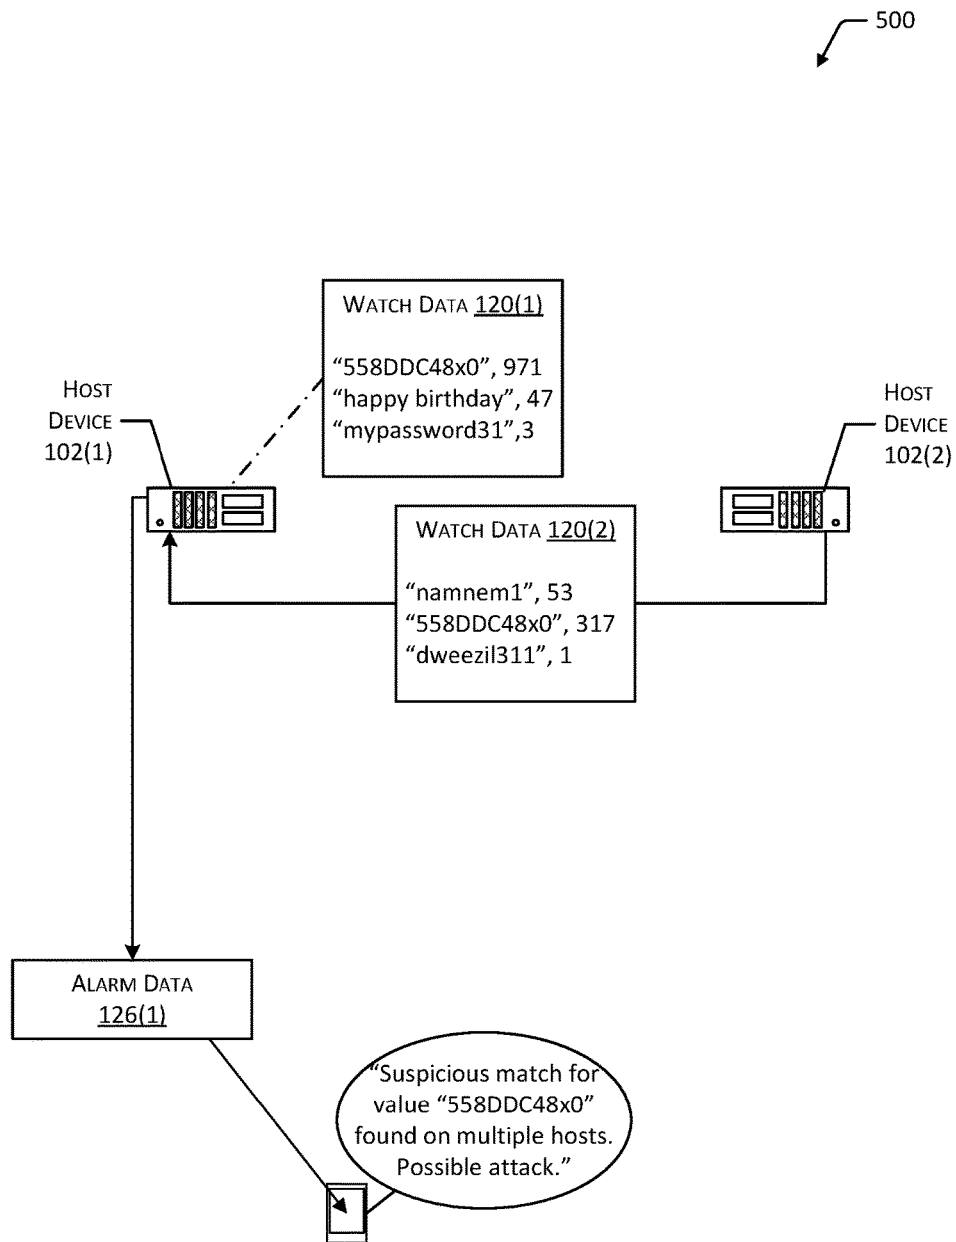 500
WATCH DATA 120(1)
“558DDC48x0”, 971
“happy birthday”, 47
“mypassword31”,3
HOST
DEVICE
102(1)
HOST
DEVICE
102(2)
WATCH DATA 120(2)
“namnem1”, 53
“558DDC48x0”, 317
“dweezil311”, 1
ALARM DATA
126(1)
“Suspicious match for
value “558DDC48x0”
found on multiple hosts.
Possible attack.”